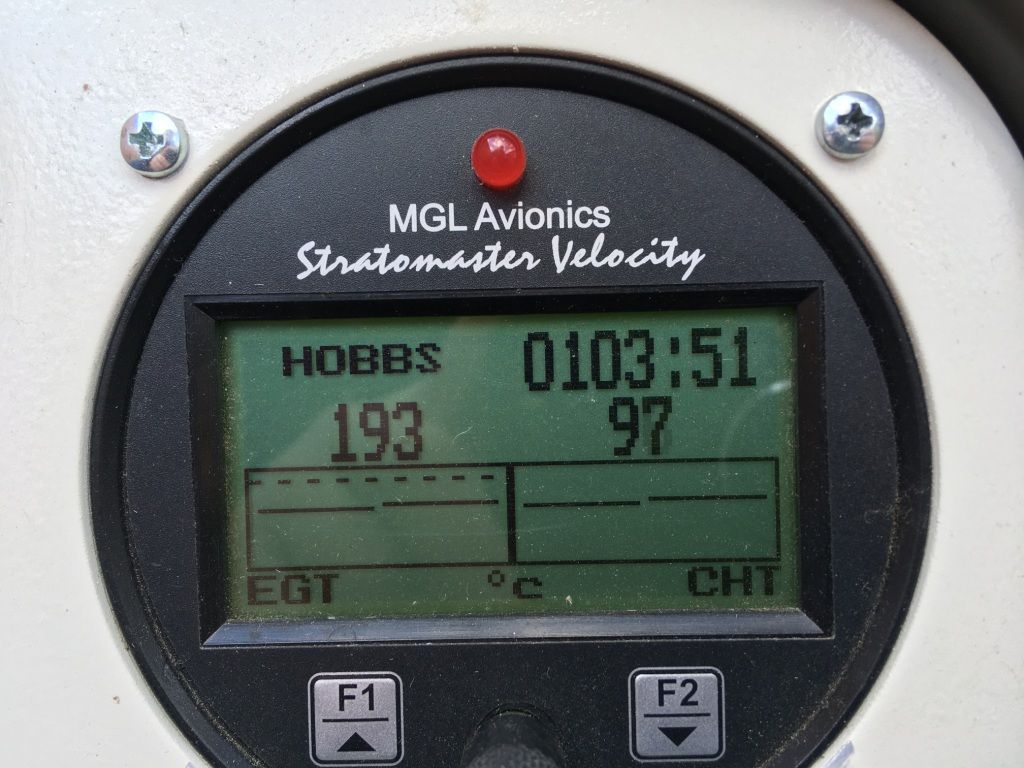 MGL Avionics
Stratomaster Velocity
HOBBS 0103:51
193 97
EGT °C CHT
F1 F2